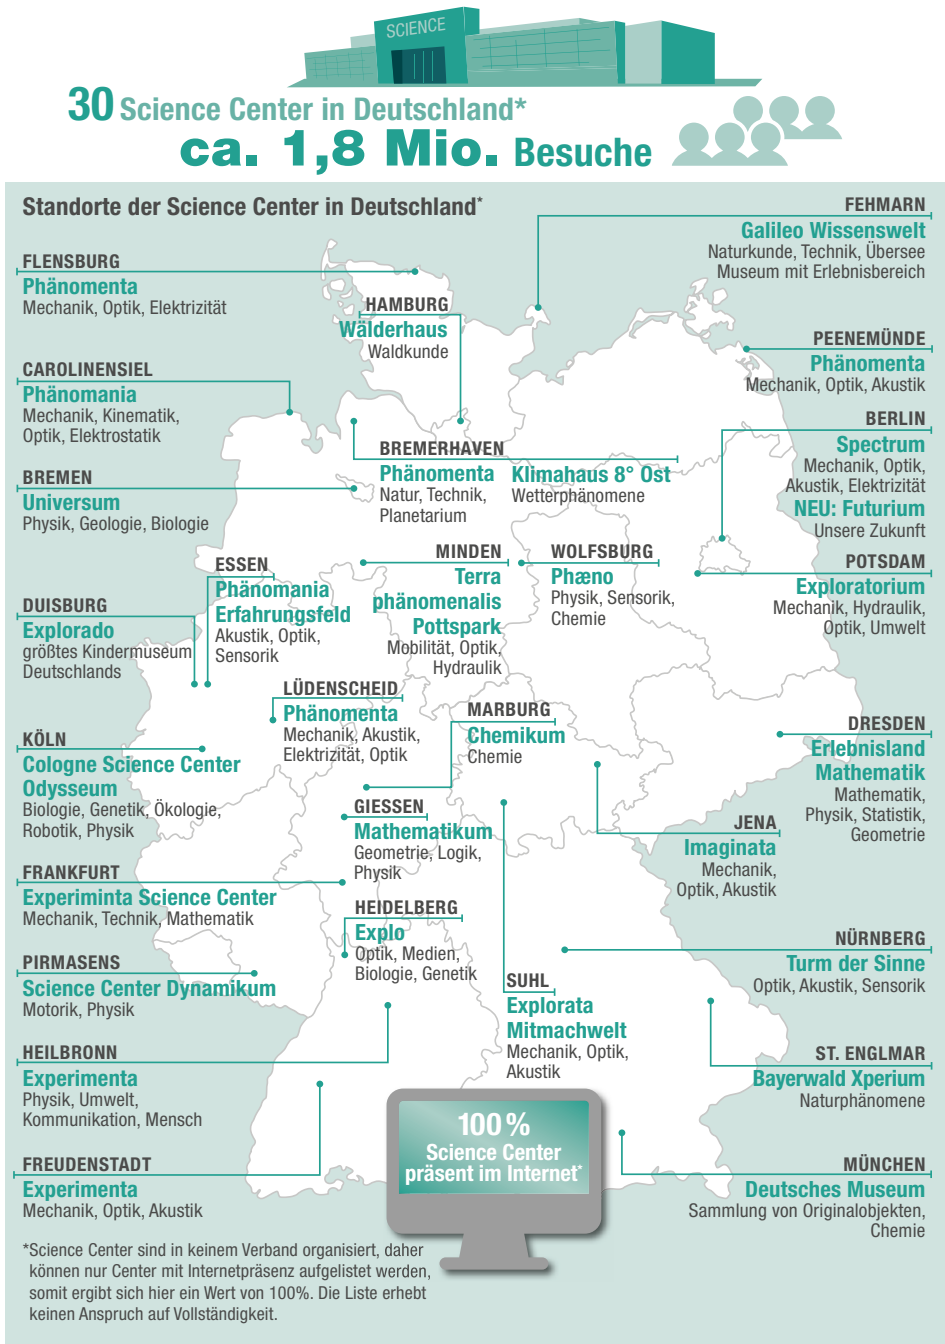 SCIENCE
30 Science Center in Deutschland*
ca. 1,8 Mio. Besuche
Standorte der Science Center in Deutschland*
FLENSBURG
Phänomenta
Mechanik, Optik, Elektrizität
HAMBURG
Wälderhaus
Waldkunde
FEHMARN
Galileo Wissenswelt
Naturkunde, Technik, Übersee
Museum mit Erlebnisbereich
CAROLINENSIEL
Phänomania
Mechanik, Kinematik,
Optik, Elektrostatik
PEENEMÜNDE
Phänomenta
Mechanik, Optik, Akustik
BREMEN
Universum
Physik, Geologie, Biologie
BREMERHAVEN
Phänomenta
Natur, Technik,
Planetarium
Klimahaus 8° Ost
Wetterphänomene
BERLIN
Spectrum
Mechanik, Optik,
Akustik, Elektrizität
NEU: Futurium
Unsere Zukunft
ESSEN
Phänomania
Erfahrungsfeld
Akustik, Optik,
Sensorik
MINDEN
Terra
phänomenalis
Pottspark
Mobilität, Optik,
Hydraulik
WOLFSBURG
Phæno
Physik, Sensorik,
Chemie
POTSDAM
Exploratorium
Mechanik, Hydraulik,
Optik, Umwelt
DUISBURG
Explorado
größtes Kindermuseum
Deutschlands
LÜDENSCHEID
Phänomenta
Mechanik, Akustik,
Elektrizität, Optik
MARBURG
Chemikum
Chemie
DRESDEN
Erlebnisland
Mathematik
Mathematik,
Physik, Statistik,
Geometrie
KÖLN
Cologne Science Center
Odysseum
Biologie, Genetik, Ökologie,
Robotik, Physik
GIESSEN
Mathematikum
Geometrie, Logik,
Physik
JENA
Imaginata
Mechanik,
Optik, Akustik
FRANKFURT
Experiminta Science Center
Mechanik, Technik, Mathematik
HEIDELBERG
Explo
Optik, Medien,
Biologie, Genetik
NÜRNBERG
Turm der Sinne
Optik, Akustik, Sensorik
PIRMASENS
Science Center Dynamikum
Motorik, Physik
SUHL
Explorata
Mitmachwelt
Mechanik, Optik,
Akustik
HEILBRONN
Experimenta
Physik, Umwelt,
Kommunikation, Mensch
ST. ENGLMAR
Bayerwald Xperium
Naturphänomene
FREUDENSTADT
Experimenta
Mechanik, Optik, Akustik
100 %
Science Center
präsent im Internet*
MÜNCHEN
Deutsches Museum
Sammlung von Originalobjekten,
Chemie
*Science Center sind in keinem Verband organisiert, daher
können nur Center mit Internetpräsenz aufgelistet werden,
somit ergibt sich hier ein Wert von 100%. Die Liste erhebt
keinen Anspruch auf Vollständigkeit.